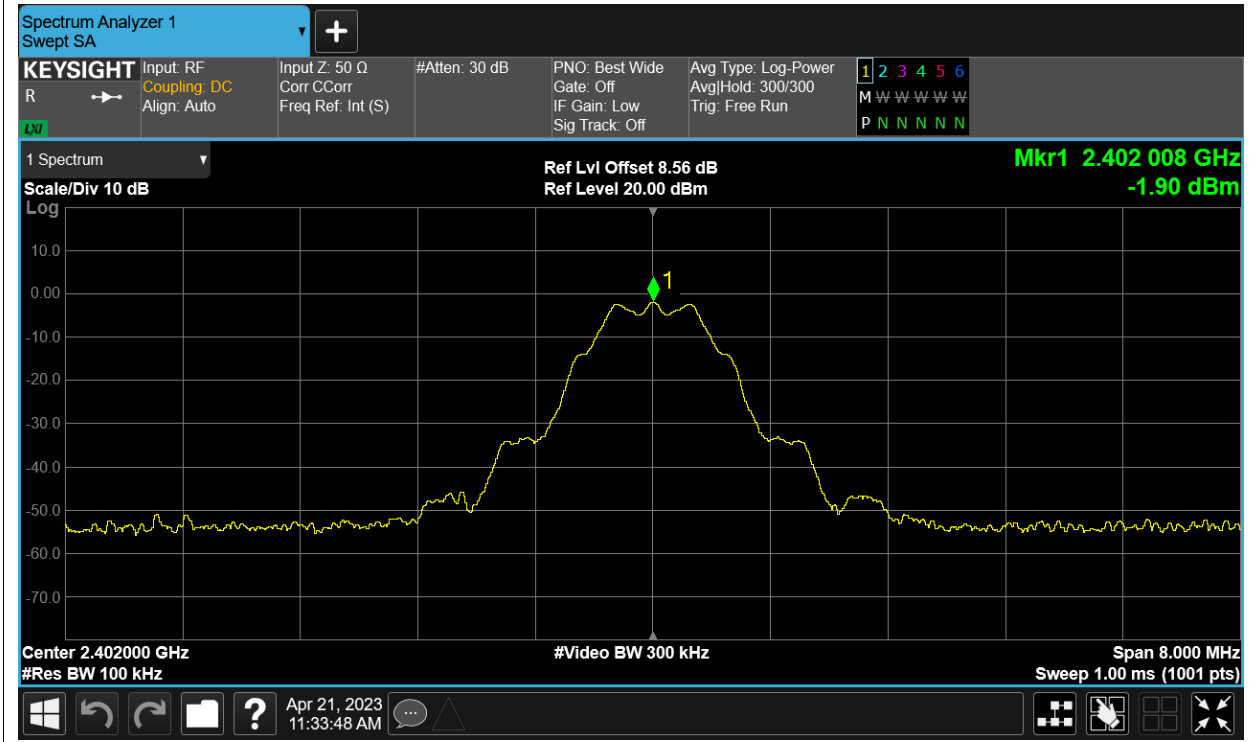 Spectrum Analyzer 1
Swept SA
KEYSIGHT
R
LXI
Input: RF
Coupling: DC
Align: Auto
Input Z: 50 Ω
Corr CCorr
Freq Ref: Int (S)
#Atten: 30 dB
PNO: Best Wide
Gate: Off
IF Gain: Low
Sig Track: Off
Avg Type: Log-Power
Avg|Hold: 300/300
Trig: Free Run
1 2 3 4 5 6
M W W W W W
P N N N N N
1 Spectrum
Scale/Div 10 dB
Log
Ref Lvl Offset 8.56 dB
Ref Level 20.00 dBm
Mkr1 2.402 008 GHz
-1.90 dBm
10.0
0.00
-10.0
-20.0
-30.0
-40.0
-50.0
-60.0
-70.0
1
Center 2.402000 GHz
#Res BW 100 kHz
#Video BW 300 kHz
Span 8.000 MHz
Sweep 1.00 ms (1001 pts)
?
Apr 21, 2023
11:33:48 AM